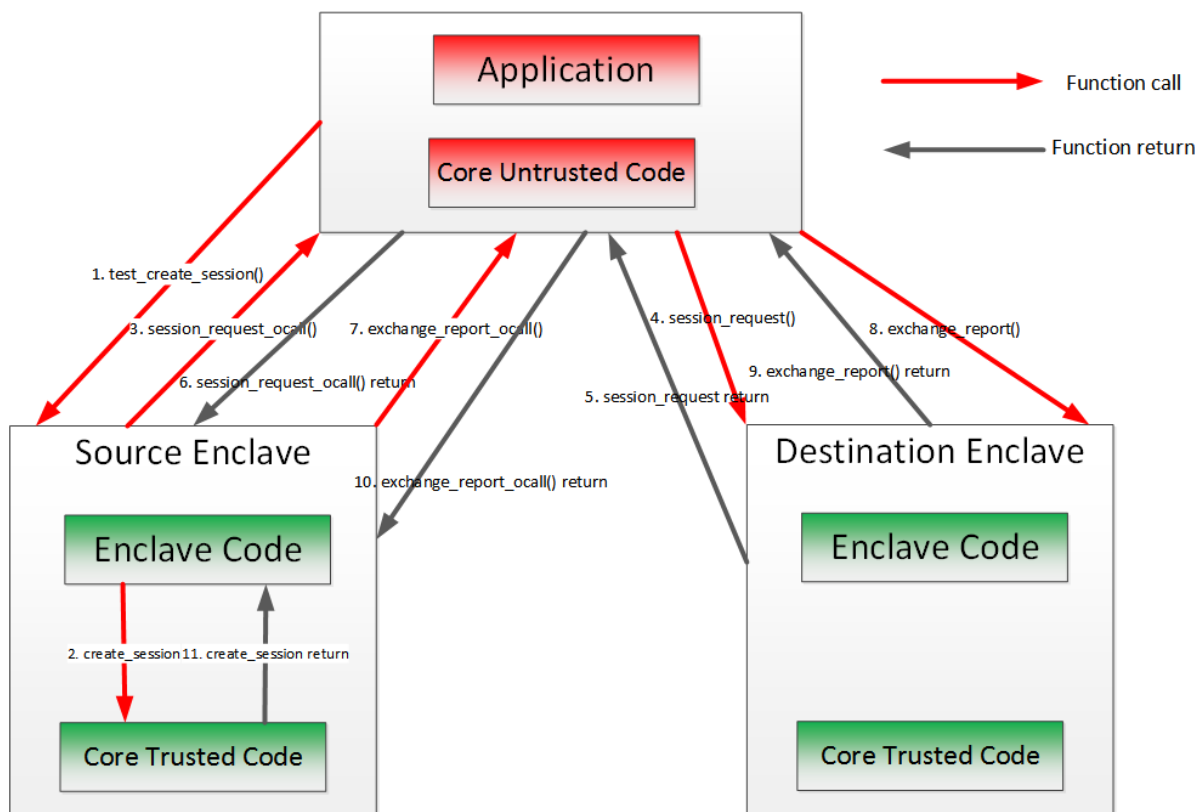 Application
Function call
Function return
Core Untrusted Code
1. test_create_session()
3. session_request_ocall()
7. exchange_report_ocall()
4. session_request()
8. exchange_report()
6. session_request_ocall() return
9. exchange_report() return
5. session_request return
Source Enclave
Destination Enclave
10. exchange_report_ocall() return
Enclave Code
Enclave Code
2. create_session
11. create_session return
Core Trusted Code
Core Trusted Code